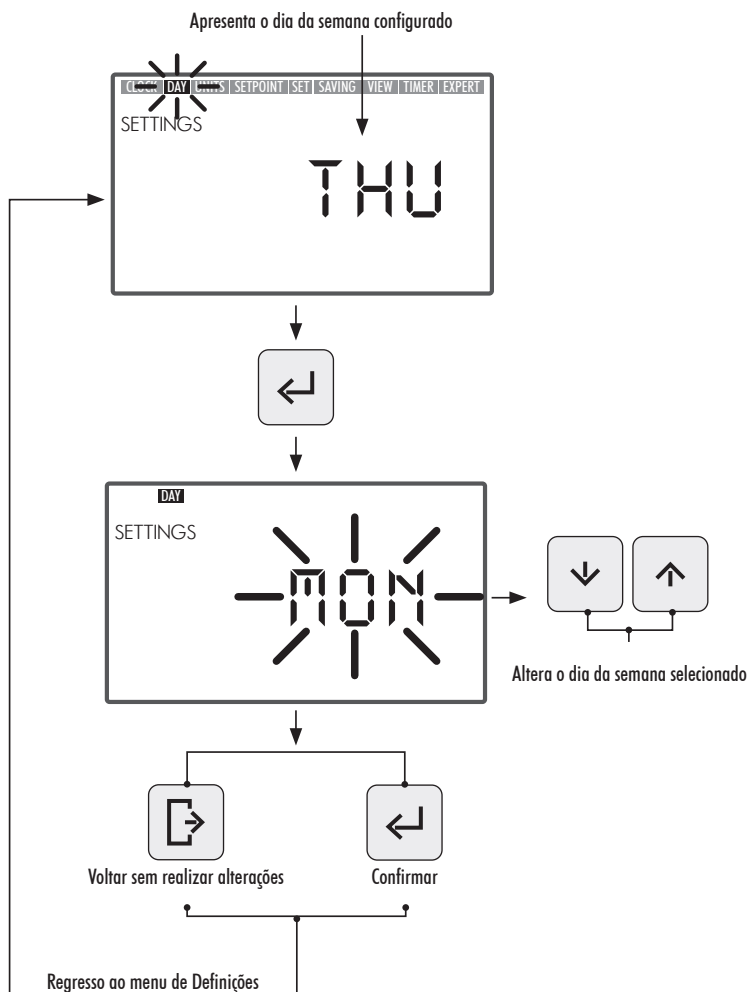 Apresenta o dia da semana configurado
CLOCK DAY UNITS SETPOINT SET SAVING VIEW TIMER EXPERT
SETTINGS
THU
DAY
SETTINGS
MON
Altera o dia da semana selecionado
Voltar sem realizar alterações
Confirmar
Regresso ao menu de Definições